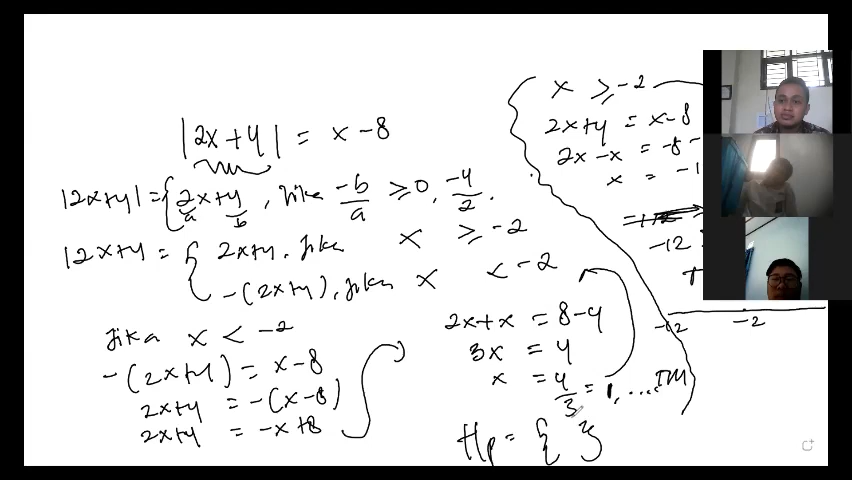 |2x+4| = x-8
|2x+4| = { 2x+4, jika -b/a ≥ 0, -4/2.
a b
|2x+4 = { 2x+4. jika x ≥ -2
-(2x+4), jika x < -2
jika x < -2
-(2x+4) = x-8
2x+4 = -(x-8)
2x+4 = -x+8
2x+x = 8-4
3x = 4
x = 4/3 = 1, .... TM
Hp = { }
x ≥ -2
2x+4 = x-8
2x-x = -8-
x = -1
-12
-12 -2